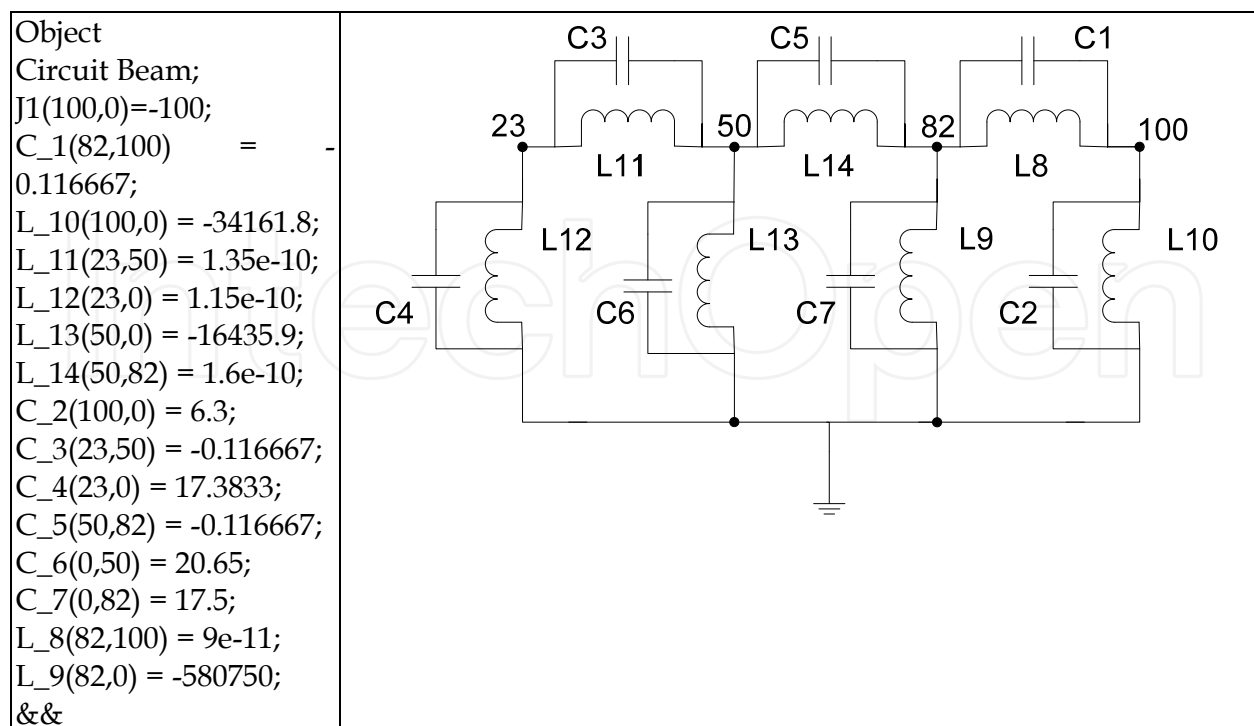 Object
Circuit Beam;
J1(100,0)=-100;
C_1(82,100) = -
0.116667;
L_10(100,0) = -34161.8;
L_11(23,50) = 1.35e-10;
L_12(23,0) = 1.15e-10;
L_13(50,0) = -16435.9;
L_14(50,82) = 1.6e-10;
C_2(100,0) = 6.3;
C_3(23,50) = -0.116667;
C_4(23,0) = 17.3833;
C_5(50,82) = -0.116667;
C_6(0,50) = 20.65;
C_7(0,82) = 17.5;
L_8(82,100) = 9e-11;
L_9(82,0) = -580750;
&&
C3 C5 C1
23 50 82 100
L11 L14 L8
L12 L13 L9 L10
C4 C6 C7 C2
IntechOpen